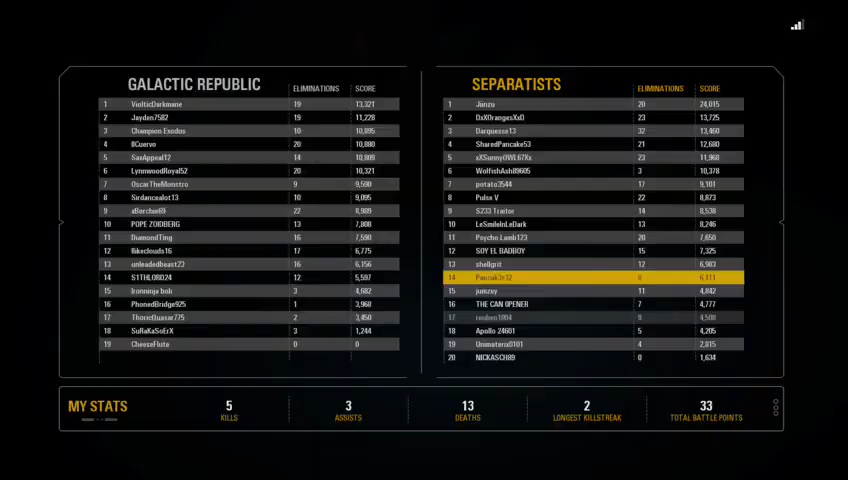 GALACTIC REPUBLIC ELIMINATIONS SCORE
1 ViolticDarkmane 19 13,321
2 Jayden7582 19 11,228
3 Champion Exodus 10 10,895
4 IlCuervo 20 10,880
5 SaxAppeal12 14 10,809
6 LynnwoodRoyal52 20 10,321
7 OscarTheMonstro 9 9,590
8 Sirdancealot13 10 9,095
9 22 8,989
10 POPE ZOIDBERG 13 7,808
11 DiamondTing 16 7,590
12 Ilikeclouds16 17 6,775
13 unleadedbeast23 16 6,156
14 S1THLORD24 12 5,597
15 Ironninja bob 3 4,682
16 PhonedBridge925 1 3,968
17 ThoricQuasar775 2 3,450
18 SuRaKaSoErX 3 1,244
19 CheeseFlute 0 0
SEPARATISTS ELIMINATIONS SCORE
1 Jiinzu 20 24,015
2 OxXOrangesXxO 23 13,725
3 Darquesse13 32 13,460
4 SharedPancake53 21 12,680
5 xXSunnyOWL67Xx 23 11,968
6 WolfishAsh89605 3 10,378
7 potato3544 17 9,101
8 Pulse V 22 8,873
9 S233 Traitor 14 8,538
10 LeSmileInLeDark 13 8,246
11 Psycho Lamb123 20 7,650
12 SOY EL BADBOY 15 7,325
13 shellgrit 12 6,983
14 8 6,171
15 jumzey 11 4,842
16 THE CAN OPENER 7 4,777
17 reuben1004 9 4,508
18 Apollo 24601 5 4,205
19 Unimaterix0101 4 2,815
20 NICKASCH89 0 1,634
MY STATS
5 3 13 2 33
KILLS ASSISTS DEATHS LONGEST KILLSTREAK TOTAL BATTLE POINTS